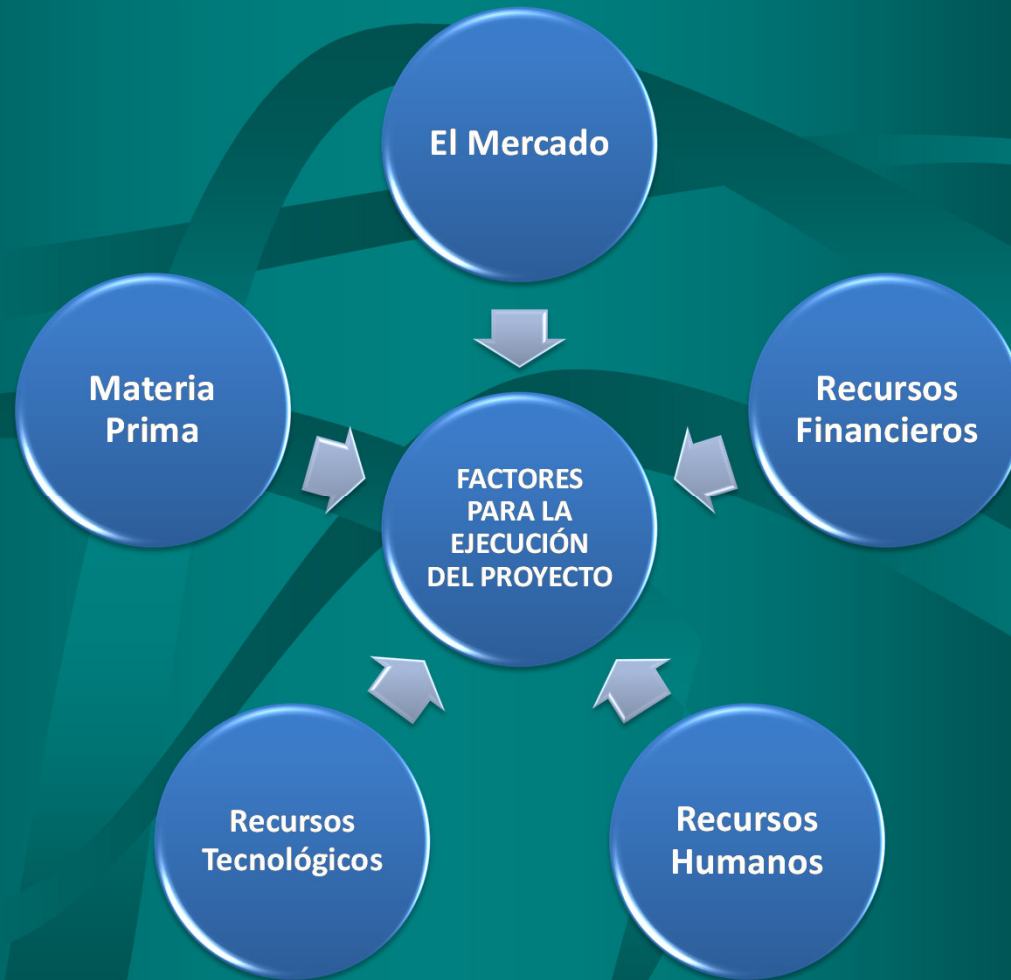 El Mercado
Materia
Prima
Recursos
Financieros
FACTORES
PARA LA
EJECUCIÓN
DEL PROYECTO
Recursos
Tecnológicos
Recursos
Humanos